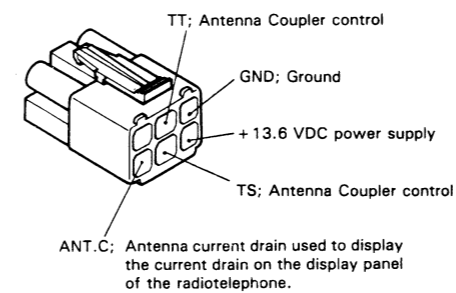 TT; Antenna Coupler control
GND; Ground
+ 13.6 VDC power supply
TS; Antenna Coupler control
ANT.C; Antenna current drain used to display
the current drain on the display panel
of the radiotelephone.